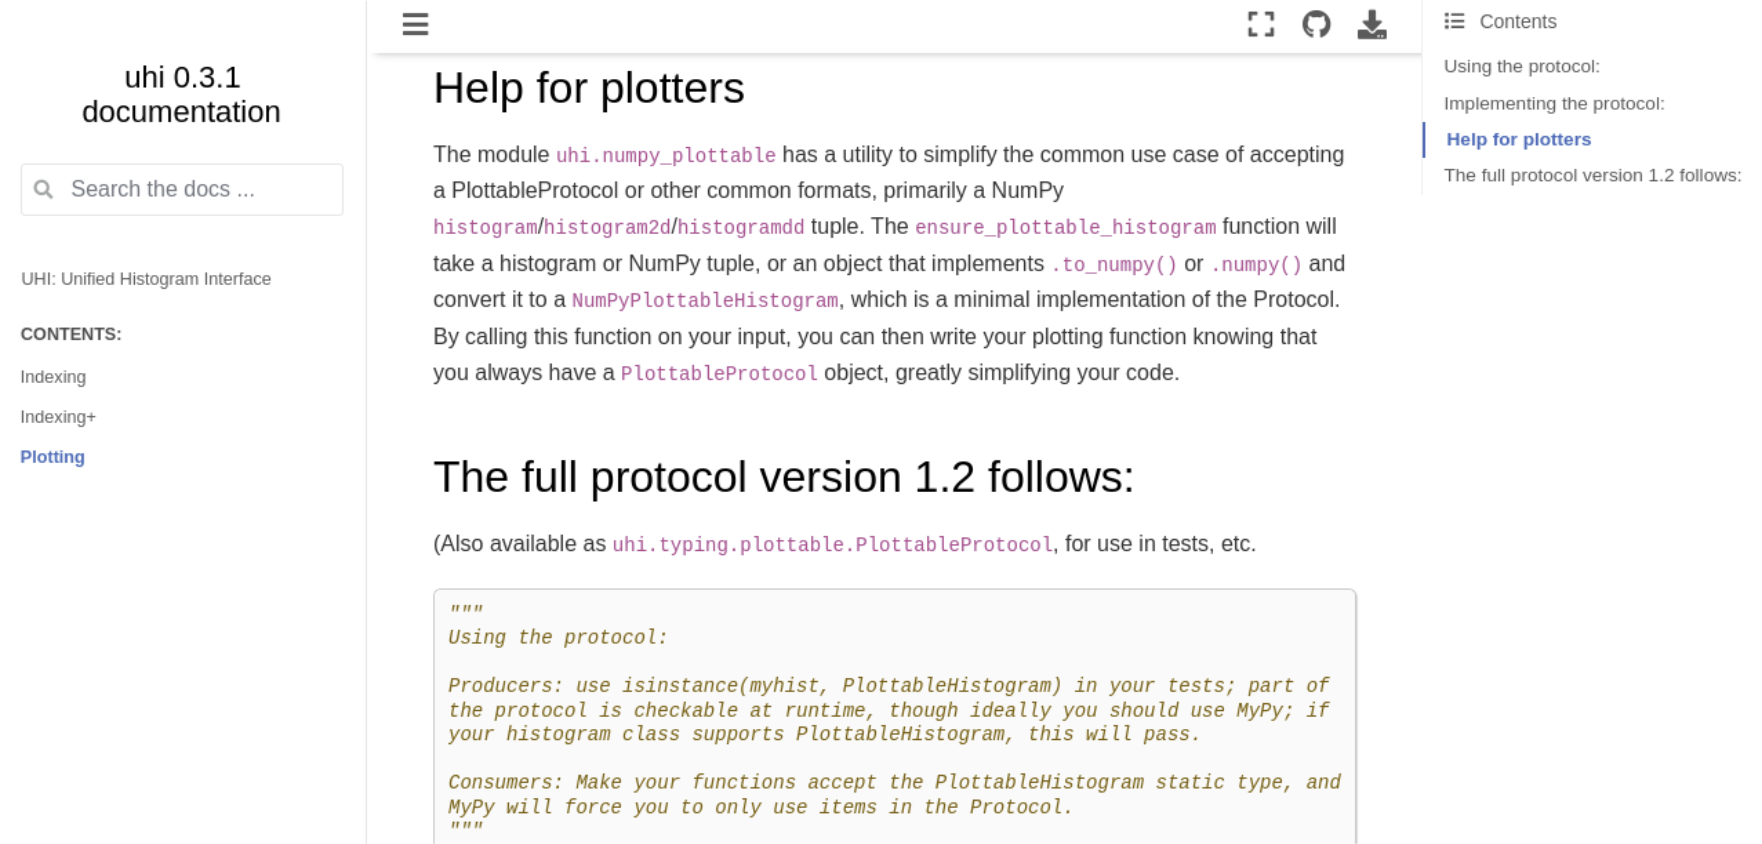 uhi 0.3.1
documentation
Search the docs ...
UHI: Unified Histogram Interface
CONTENTS:
Indexing
Indexing+
Plotting
Help for plotters
The module uhi.numpy_plottable has a utility to simplify the common use case of accepting
a PlottableProtocol or other common formats, primarily a NumPy
histogram/histogram2d/histogramdd tuple. The ensure_plottable_histogram function will
take a histogram or NumPy tuple, or an object that implements .to_numpy() or .numpy() and
convert it to a NumPyPlottableHistogram, which is a minimal implementation of the Protocol.
By calling this function on your input, you can then write your plotting function knowing that
you always have a PlottableProtocol object, greatly simplifying your code.
The full protocol version 1.2 follows:
(Also available as uhi.typing.plottable.PlottableProtocol, for use in tests, etc.
"""
Using the protocol:
Producers: use isinstance(myhist, PlottableHistogram) in your tests; part of
the protocol is checkable at runtime, though ideally you should use MyPy; if
your histogram class supports PlottableHistogram, this will pass.
Consumers: Make your functions accept the PlottableHistogram static type, and
MyPy will force you to only use items in the Protocol.
"""
Contents
Using the protocol:
Implementing the protocol:
Help for plotters
The full protocol version 1.2 follows: